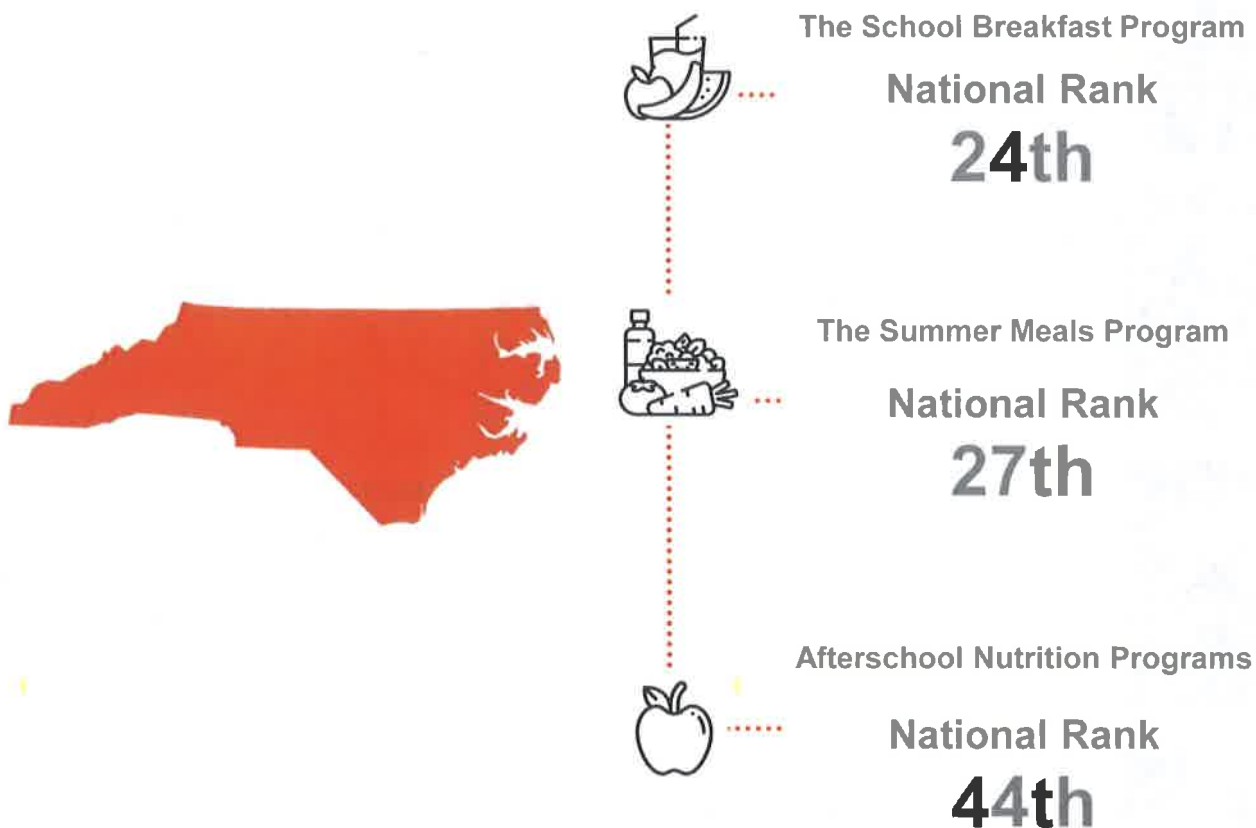 The School Breakfast Program
National Rank
24th
The Summer Meals Program
National Rank
27th
Afterschool Nutrition Programs
National Rank
44th